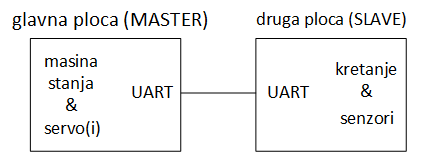 glavna ploca (MASTER)
druga ploca (SLAVE)
masina
stanja
&
servo(i)
UART
UART
kretanje
&
senzori